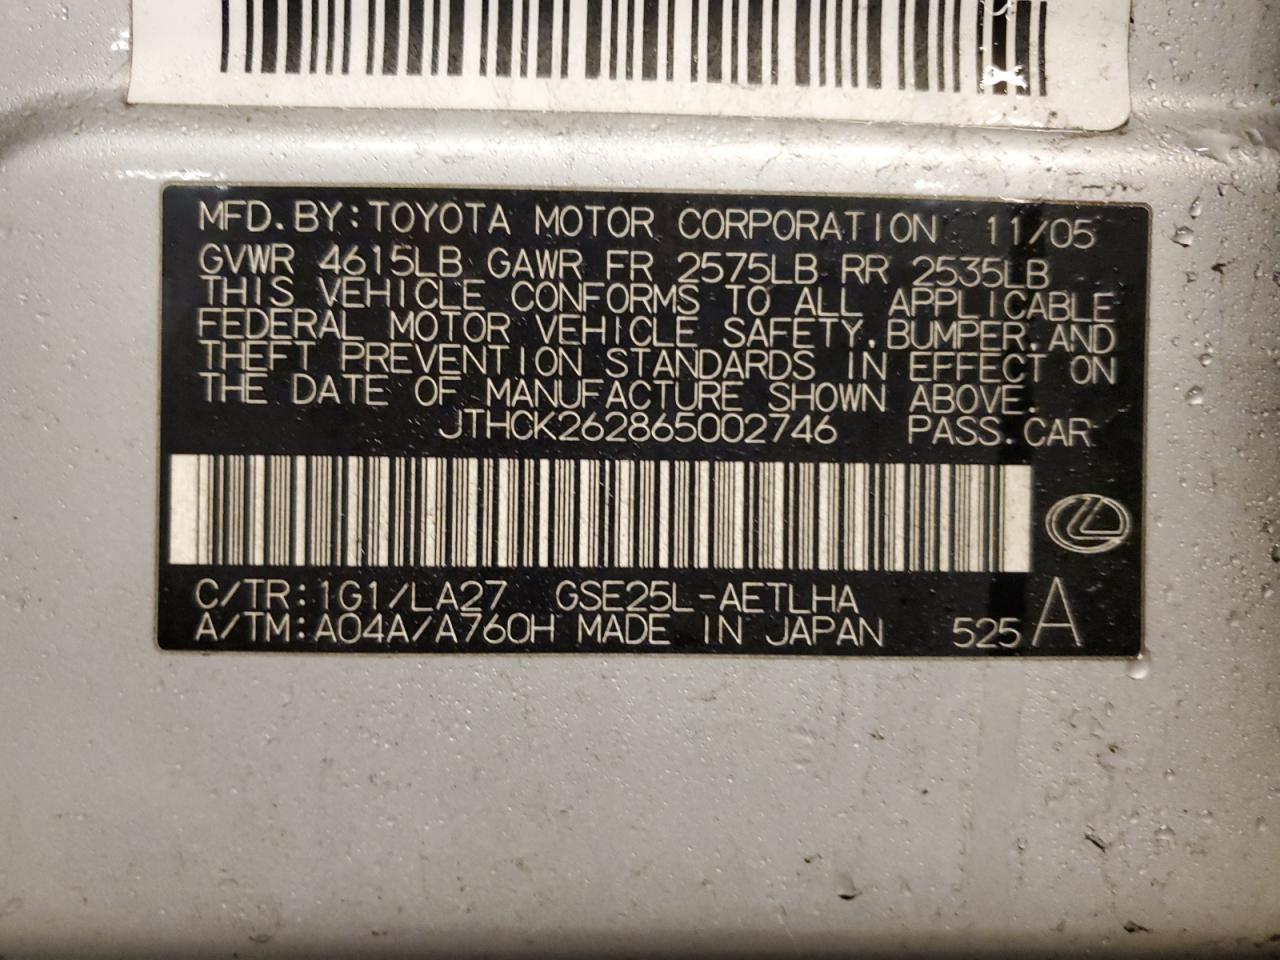 MFD.BY:TOYOTA MOTOR CORPORATION 11/05
GVWR 4615LB GAWR FR 2575LB RR 2535LB
THIS VEHICLE CONFORMS TO ALL APPLICABLE
FEDERAL MOTOR VEHICLE SAFETY,BUMPER,AND
THEFT PREVENTION STANDARDS IN EFFECT ON
THE DATE OF MANUFACTURE SHOWN ABOVE.
JTHCK262865002746 PASS.CAR
C/TR:1G1/LA27 GSE25L-AETLHA
A/TM:A04A/A760H MADE IN JAPAN 525 A